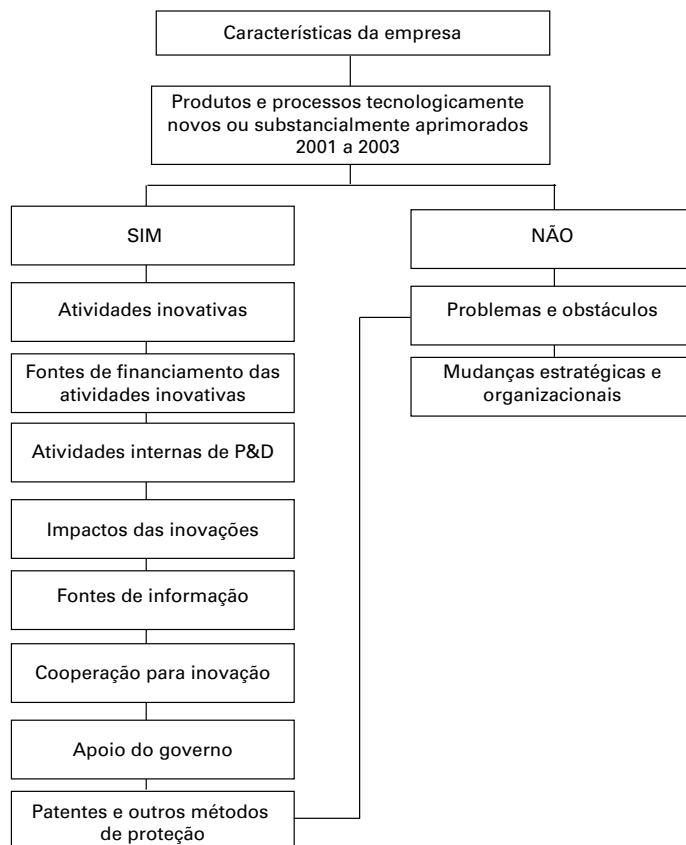 Características da empresa
Produtos e processos tecnologicamente
novos ou substancialmente aprimorados
2001 a 2003
SIM
Atividades inovativas
Fontes de financiamento das
atividades inovativas
Atividades internas de P&D
Impactos das inovações
Fontes de informação
Cooperação para inovação
Apoio do governo
Patentes e outros métodos
de proteção
NÃO
Problemas e obstáculos
Mudanças estratégicas e
organizacionais